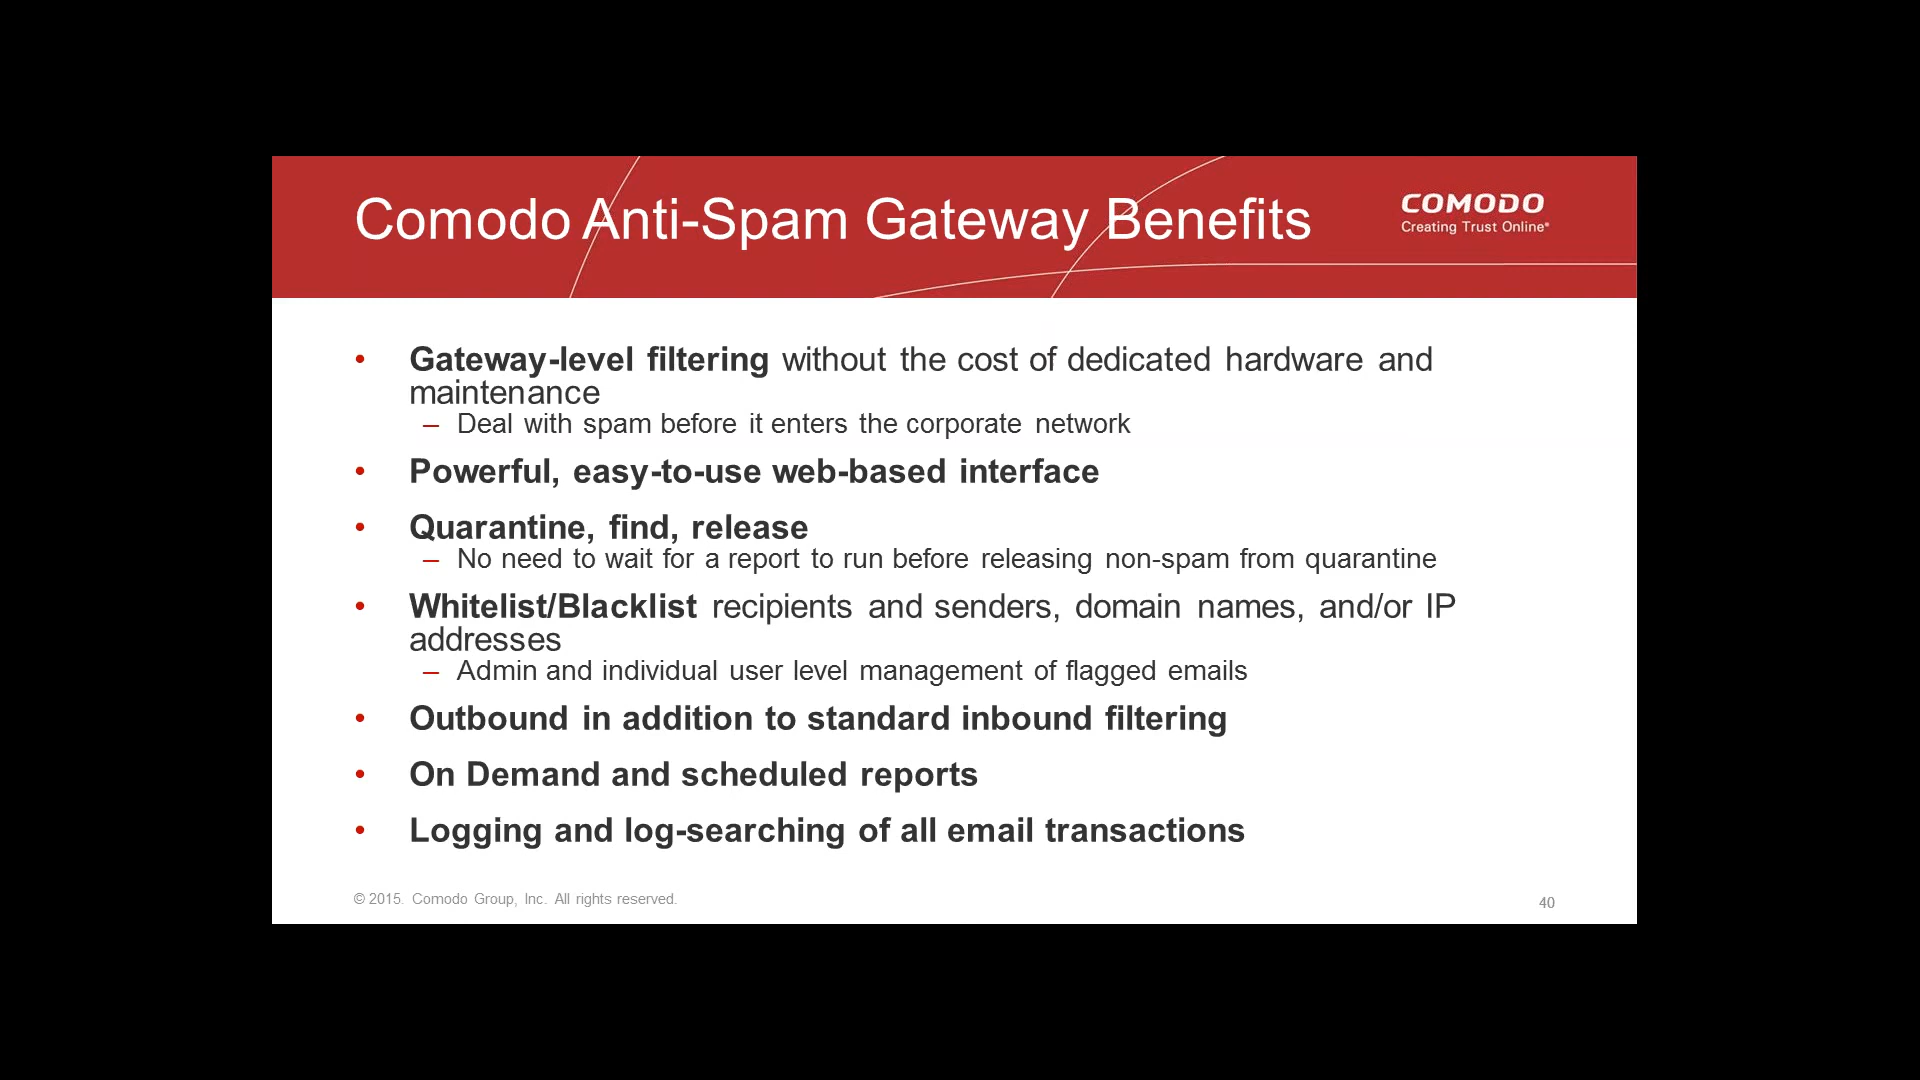 Comodo Anti-Spam Gateway Benefits
COMODO
Creating Trust Online®
• Gateway-level filtering without the cost of dedicated hardware and
maintenance
– Deal with spam before it enters the corporate network
• Powerful, easy-to-use web-based interface
• Quarantine, find, release
– No need to wait for a report to run before releasing non-spam from quarantine
• Whitelist/Blacklist recipients and senders, domain names, and/or IP
addresses
– Admin and individual user level management of flagged emails
• Outbound in addition to standard inbound filtering
• On Demand and scheduled reports
• Logging and log-searching of all email transactions
© 2015. Comodo Group, Inc. All rights reserved.
40